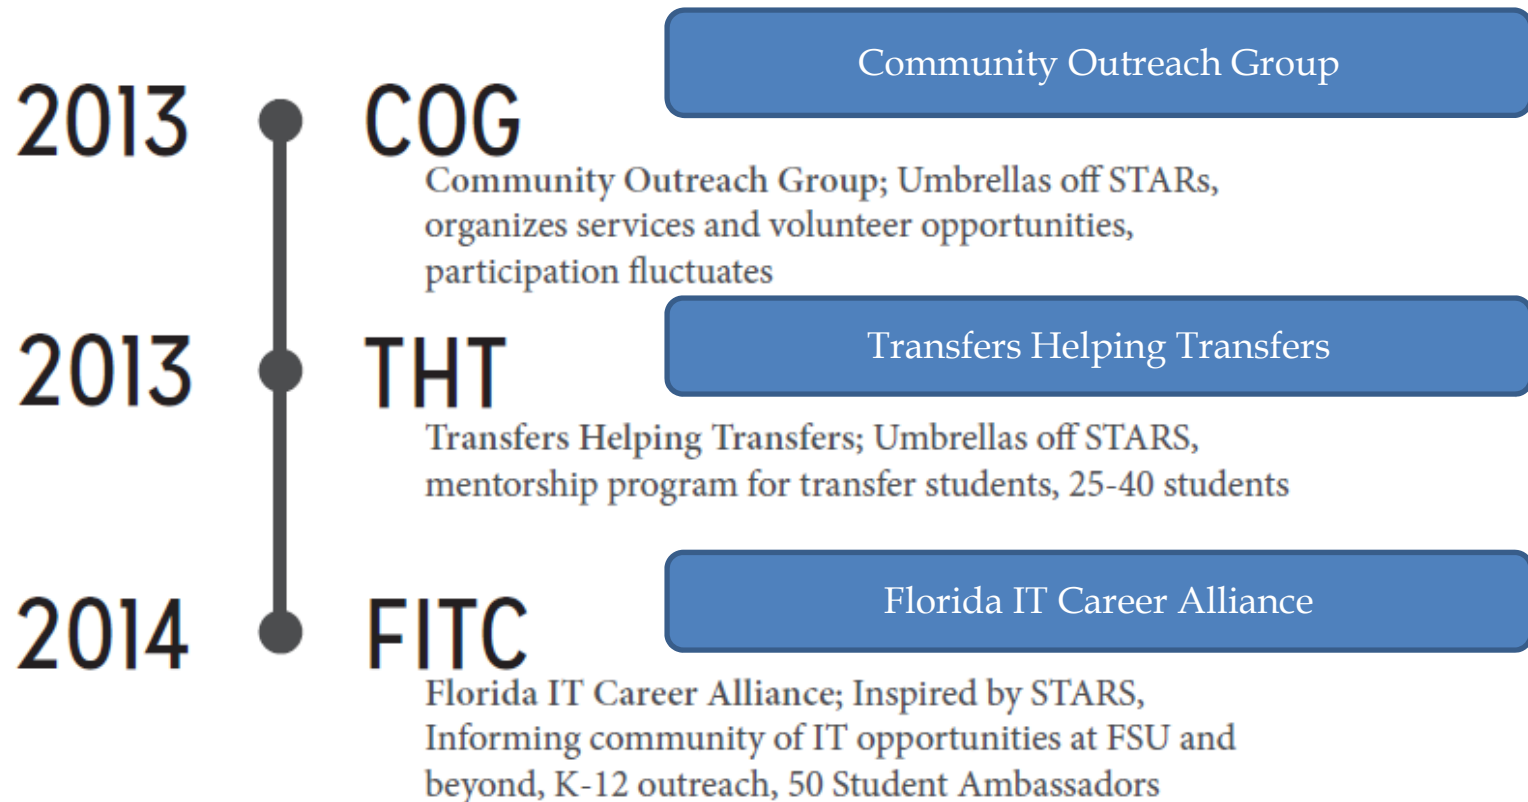 Community Outreach Group
2013 COG
Community Outreach Group; Umbrellas off STARs,
organizes services and volunteer opportunities,
participation fluctuates
Transfers Helping Transfers
2013 THT
Transfers Helping Transfers; Umbrellas off STARS,
mentorship program for transfer students, 25-40 students
Florida IT Career Alliance
2014 FITC
Florida IT Career Alliance; Inspired by STARS,
Informing community of IT opportunities at FSU and
beyond, K-12 outreach, 50 Student Ambassadors